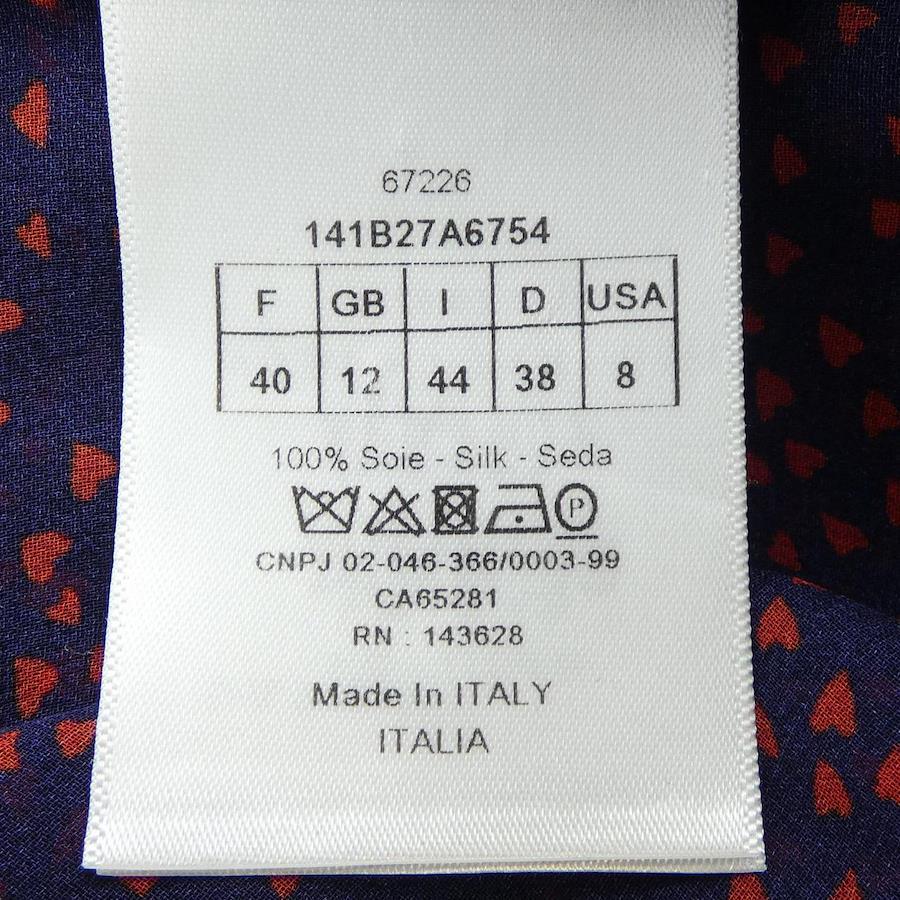 67226
141B27A6754
F GB I D USA
40 12 44 38 8
100% Soie - Silk - Seda
P
CNPJ 02-046-366/0003-99
CA65281
RN : 143628
Made In ITALY
ITALIA